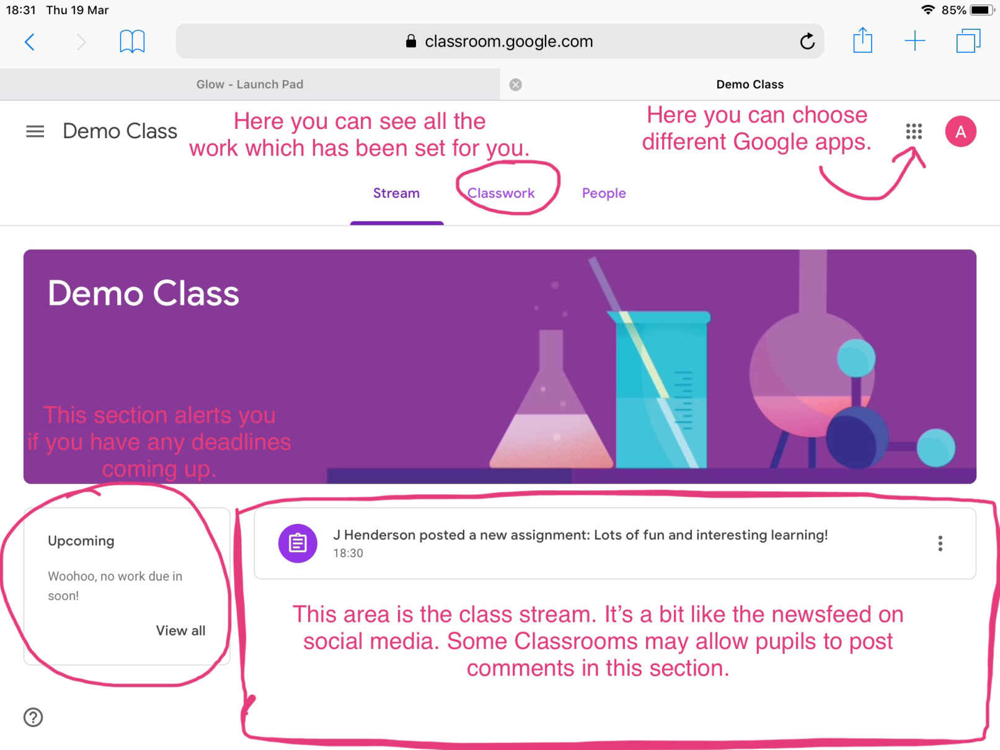 18:31 Thu 19 Mar
85%
classroom.google.com
Glow - Launch Pad
Demo Class
Demo Class
Here you can see all the
work which has been set for you.
Here you can choose
different Google apps.
A
Stream
Classwork
People
Demo Class
This section alerts you
if you have any deadlines
coming up.
Upcoming
Woohoo, no work due in
soon!
View all
J Henderson posted a new assignment: Lots of fun and interesting learning!
18:30
This area is the class stream. It’s a bit like the newsfeed on
social media. Some Classrooms may allow pupils to post
comments in this section.
?